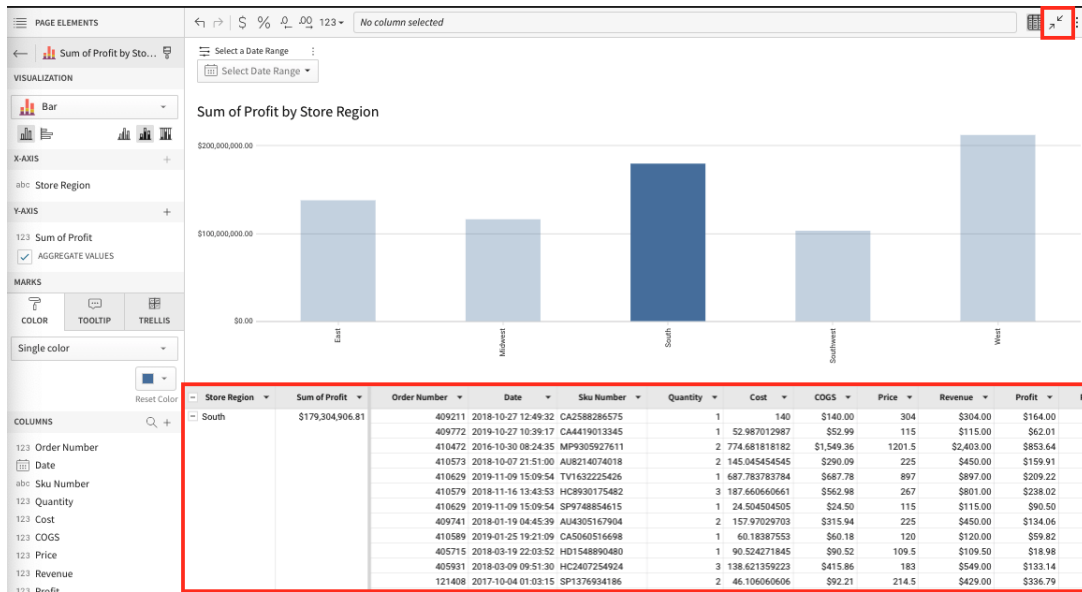 PAGE ELEMENTS
$ % .0 .00 123 No column selected
Sum of Profit by Sto...
VISUALIZATION
Bar
X-AXIS
abc Store Region
Y-AXIS
123 Sum of Profit
AGGREGATE VALUES
MARKS
COLOR TOOLTIP TRELLIS
Single color
Reset Color
COLUMNS
123 Order Number
Date
abc Sku Number
123 Quantity
123 Cost
123 COGS
123 Price
123 Revenue
123 Profit
Select a Date Range
Select Date Range
Sum of Profit by Store Region
$200,000,000.00
$100,000,000.00
$0.00
East Midwest South Southwest West
Store Region Sum of Profit Order Number Date Sku Number Quantity Cost COGS Price Revenue Profit
South $179,304,906.81 409211 2018-10-27 12:49:32 CA2588286575 1 140 $140.00 304 $304.00 $164.00
409772 2019-10-27 10:39:17 CA4419013345 1 52.987012987 $52.99 115 $115.00 $62.01
410472 2016-10-30 08:24:35 MP9305927611 2 774.681818182 $1,549.36 1201.5 $2,403.00 $853.64
410573 2018-10-07 21:51:00 AU8214074018 2 145.045454545 $290.09 225 $450.00 $159.91
410629 2019-11-09 15:09:54 TV1632225426 1 687.783783784 $687.78 897 $897.00 $209.22
410579 2018-11-16 13:43:53 HC8930175482 3 187.660660661 $562.98 267 $801.00 $238.02
410629 2019-11-09 15:09:54 SP9748854615 1 24.504504505 $24.50 115 $115.00 $90.50
409741 2018-01-19 04:45:39 AU4305167904 2 157.97029703 $315.94 225 $450.00 $134.06
410589 2019-01-25 19:21:09 CA5060516698 1 60.18387553 $60.18 120 $120.00 $59.82
405715 2018-03-19 22:03:52 HD1548890480 1 90.524271845 $90.52 109.5 $109.50 $18.98
405931 2018-03-09 09:51:30 HC2407254924 3 138.621359223 $415.86 183 $549.00 $133.14
121408 2017-10-04 01:03:15 SP1376934186 2 46.106060606 $92.21 214.5 $429.00 $336.79